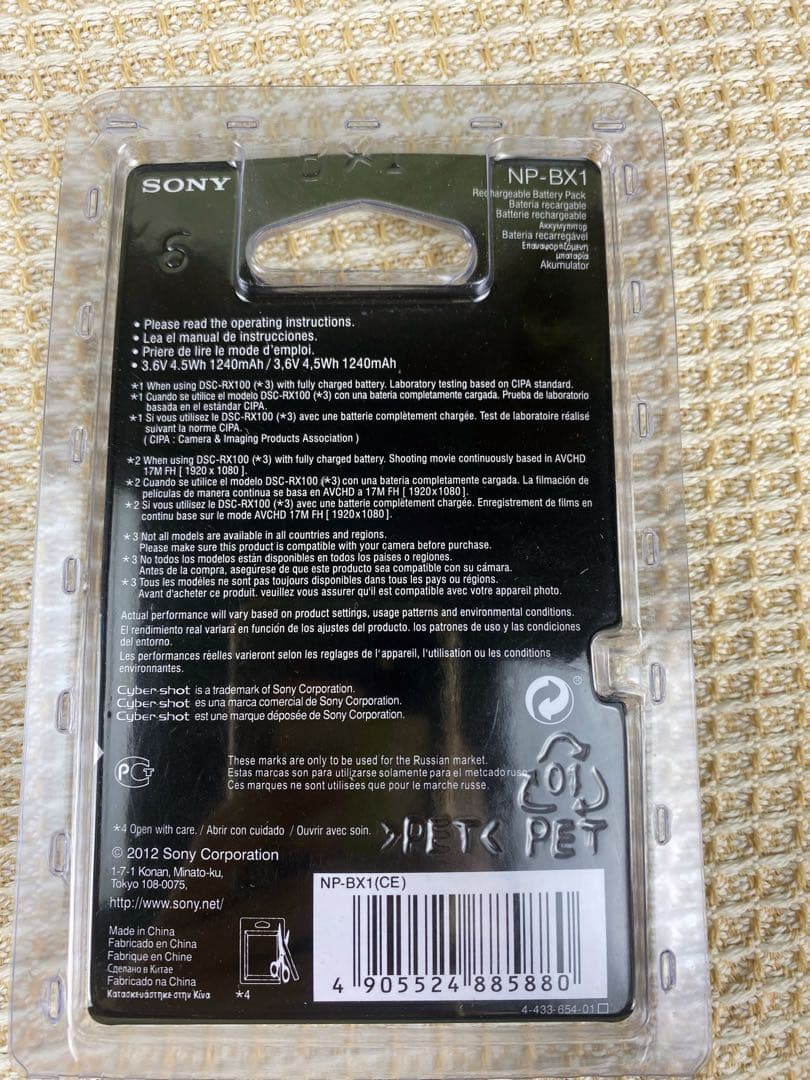 SONY
NP-BX1
Rechargeable Battery Pack
Bateria recargable
Batterie rechargeable
Аккумулятор
Bateria recarregável
Επαναφορτιζόμενη
μπαταρία
Akumulator
6
• Please read the operating instructions.
• Lea el manual de instrucciones.
• Priere de lire le mode d'emploi.
• 3.6V 4.5Wh 1240mAh / 3,6V 4,5Wh 1240mAh
*1 When using DSC-RX100 (*3) with fully charged battery. Laboratory testing based on CIPA standard.
*1 Cuando se utilice el modelo DSC-RX100 (*3) con una batería completamente cargada. Prueba de laboratorio
basada en el estándar CIPA.
*1 Si vous utilisez le DSC-RX100 (*3) avec une batterie complètement chargée. Test de laboratoire réalisé
suivant la norme CIPA.
( CIPA : Camera & Imaging Products Association )
*2 When using DSC-RX100 (*3) with fully charged battery. Shooting movie continuously based in AVCHD
17M FH [ 1920 x 1080 ].
*2 Cuando se utilice el modelo DSC-RX100 (*3) con una bateria completamente cargada. La filmación de
películas de manera continua se basa en AVCHD a 17M FH [ 1920x1080 ].
*2 Si vous utilisez le DSC-RX100 (*3) avec une batterie complètement chargée. Enregistrement de films en
continu base sur le mode AVCHD 17M FH [ 1920x1080 ].
*3 Not all models are available in all countries and regions.
Please make sure this product is compatible with your camera before purchase.
*3 No todos los modelos están disponibles en todos los paises o regiones.
Antes de la compra, asegúrese de que este producto sea compatible con su cámara.
*3 Tous les modèles ne sont pas toujours disponibles dans tous les pays ou régions.
Avant d'acheter ce produit. veuillez vous assurer qu'il est compatible avec votre appareil photo.
Actual performance will vary based on product settings, usage patterns and environmental conditions.
El rendimiento real variara en función de los ajustes del producto. los patrones de uso y las condiciones
del entorno.
Les performances rèelles varieront selon les reglages de l'appareil, l'utilisation ou les conditions
environnantes.
Cyber-shot is a trademark of Sony Corporation.
Cyber-shot es una marca comercial de Sony Corporation.
Cyber-shot est une marque déposée de Sony Corporation.
®
РСТ
These marks are only to be used for the Russian market.
Estas marcas son para utilizarse solamente para el metcado ruso.
Ces marques ne sont utilisées que pour le marche russe.
01
PET
>PET<
*4 Open with care. / Abrir con cuidado / Ouvrir avec soin.
© 2012 Sony Corporation
1-7-1 Konan, Minato-ku,
Tokyo 108-0075,
http://www.sony.net/
Made in China
Fabricado en China
Fabrique en Chine
Сделано в Китае
Fabricado na China
Κατασκευάστηκε στην Κίνα
*4
NP-BX1(CE)
4 905524 885880
4-433-654-01